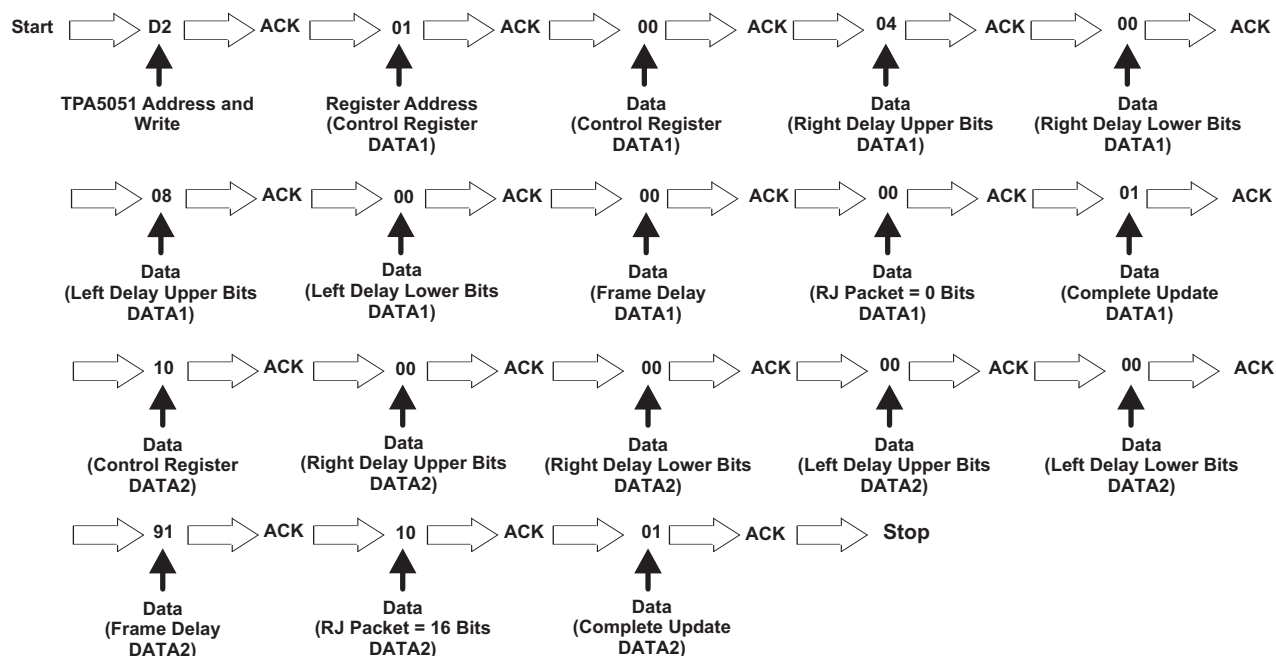 Start D2 ACK 01 ACK 00 ACK 04 ACK 00 ACK
TPA5051 Address and
Write
Register Address
(Control Register
DATA1)
Data
(Control Register
DATA1)
Data
(Right Delay Upper Bits
DATA1)
Data
(Right Delay Lower Bits
DATA1)
08 ACK 00 ACK 00 ACK 00 ACK 01 ACK
Data
(Left Delay Upper Bits
DATA1)
Data
(Left Delay Lower Bits
DATA1)
Data
(Frame Delay
DATA1)
Data
(RJ Packet = 0 Bits
DATA1)
Data
(Complete Update
DATA1)
10 ACK 00 ACK 00 ACK 00 ACK 00 ACK
Data
(Control Register
DATA2)
Data
(Right Delay Upper Bits
DATA2)
Data
(Right Delay Lower Bits
DATA2)
Data
(Left Delay Upper Bits
DATA2)
Data
(Left Delay Lower Bits
DATA2)
91 ACK 10 ACK 01 ACK Stop
Data
(Frame Delay
DATA2)
Data
(RJ Packet = 16 Bits
DATA2)
Data
(Complete Update
DATA2)